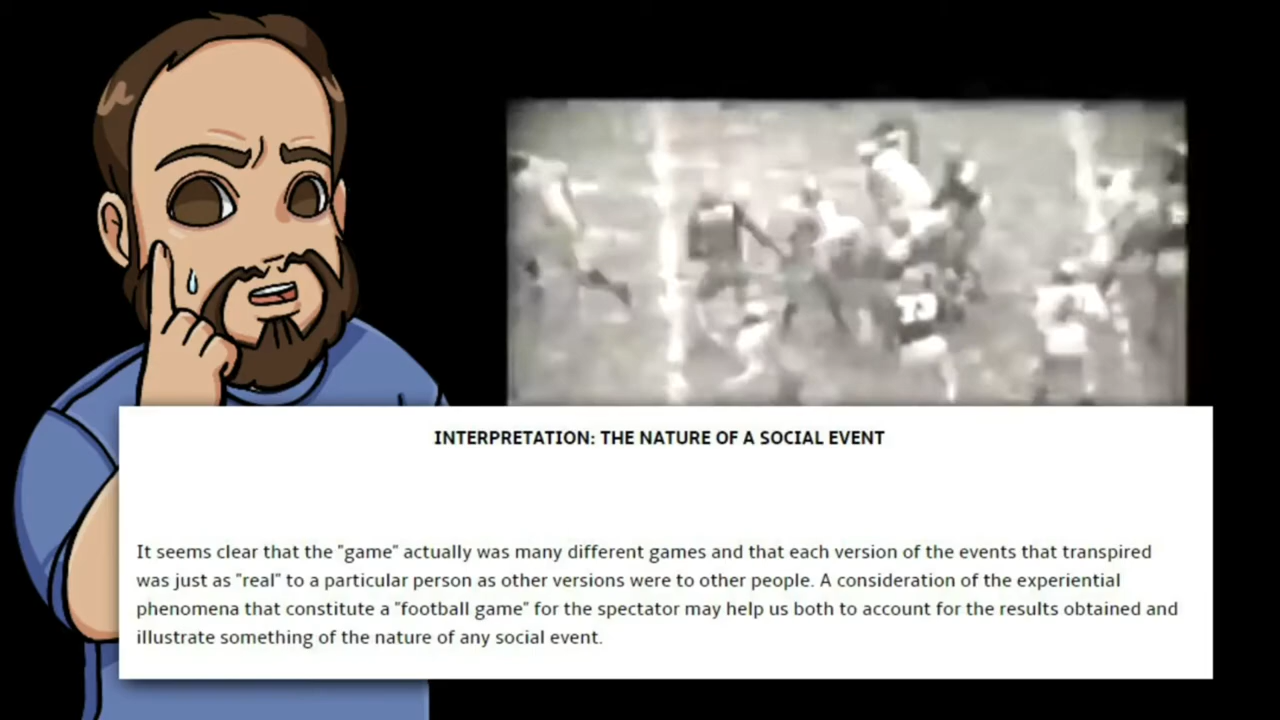 73
INTERPRETATION: THE NATURE OF A SOCIAL EVENT
It seems clear that the "game" actually was many different games and that each version of the events that transpired
was just as "real" to a particular person as other versions were to other people. A consideration of the experiential
phenomena that constitute a "football game" for the spectator may help us both to account for the results obtained and
illustrate something of the nature of any social event.